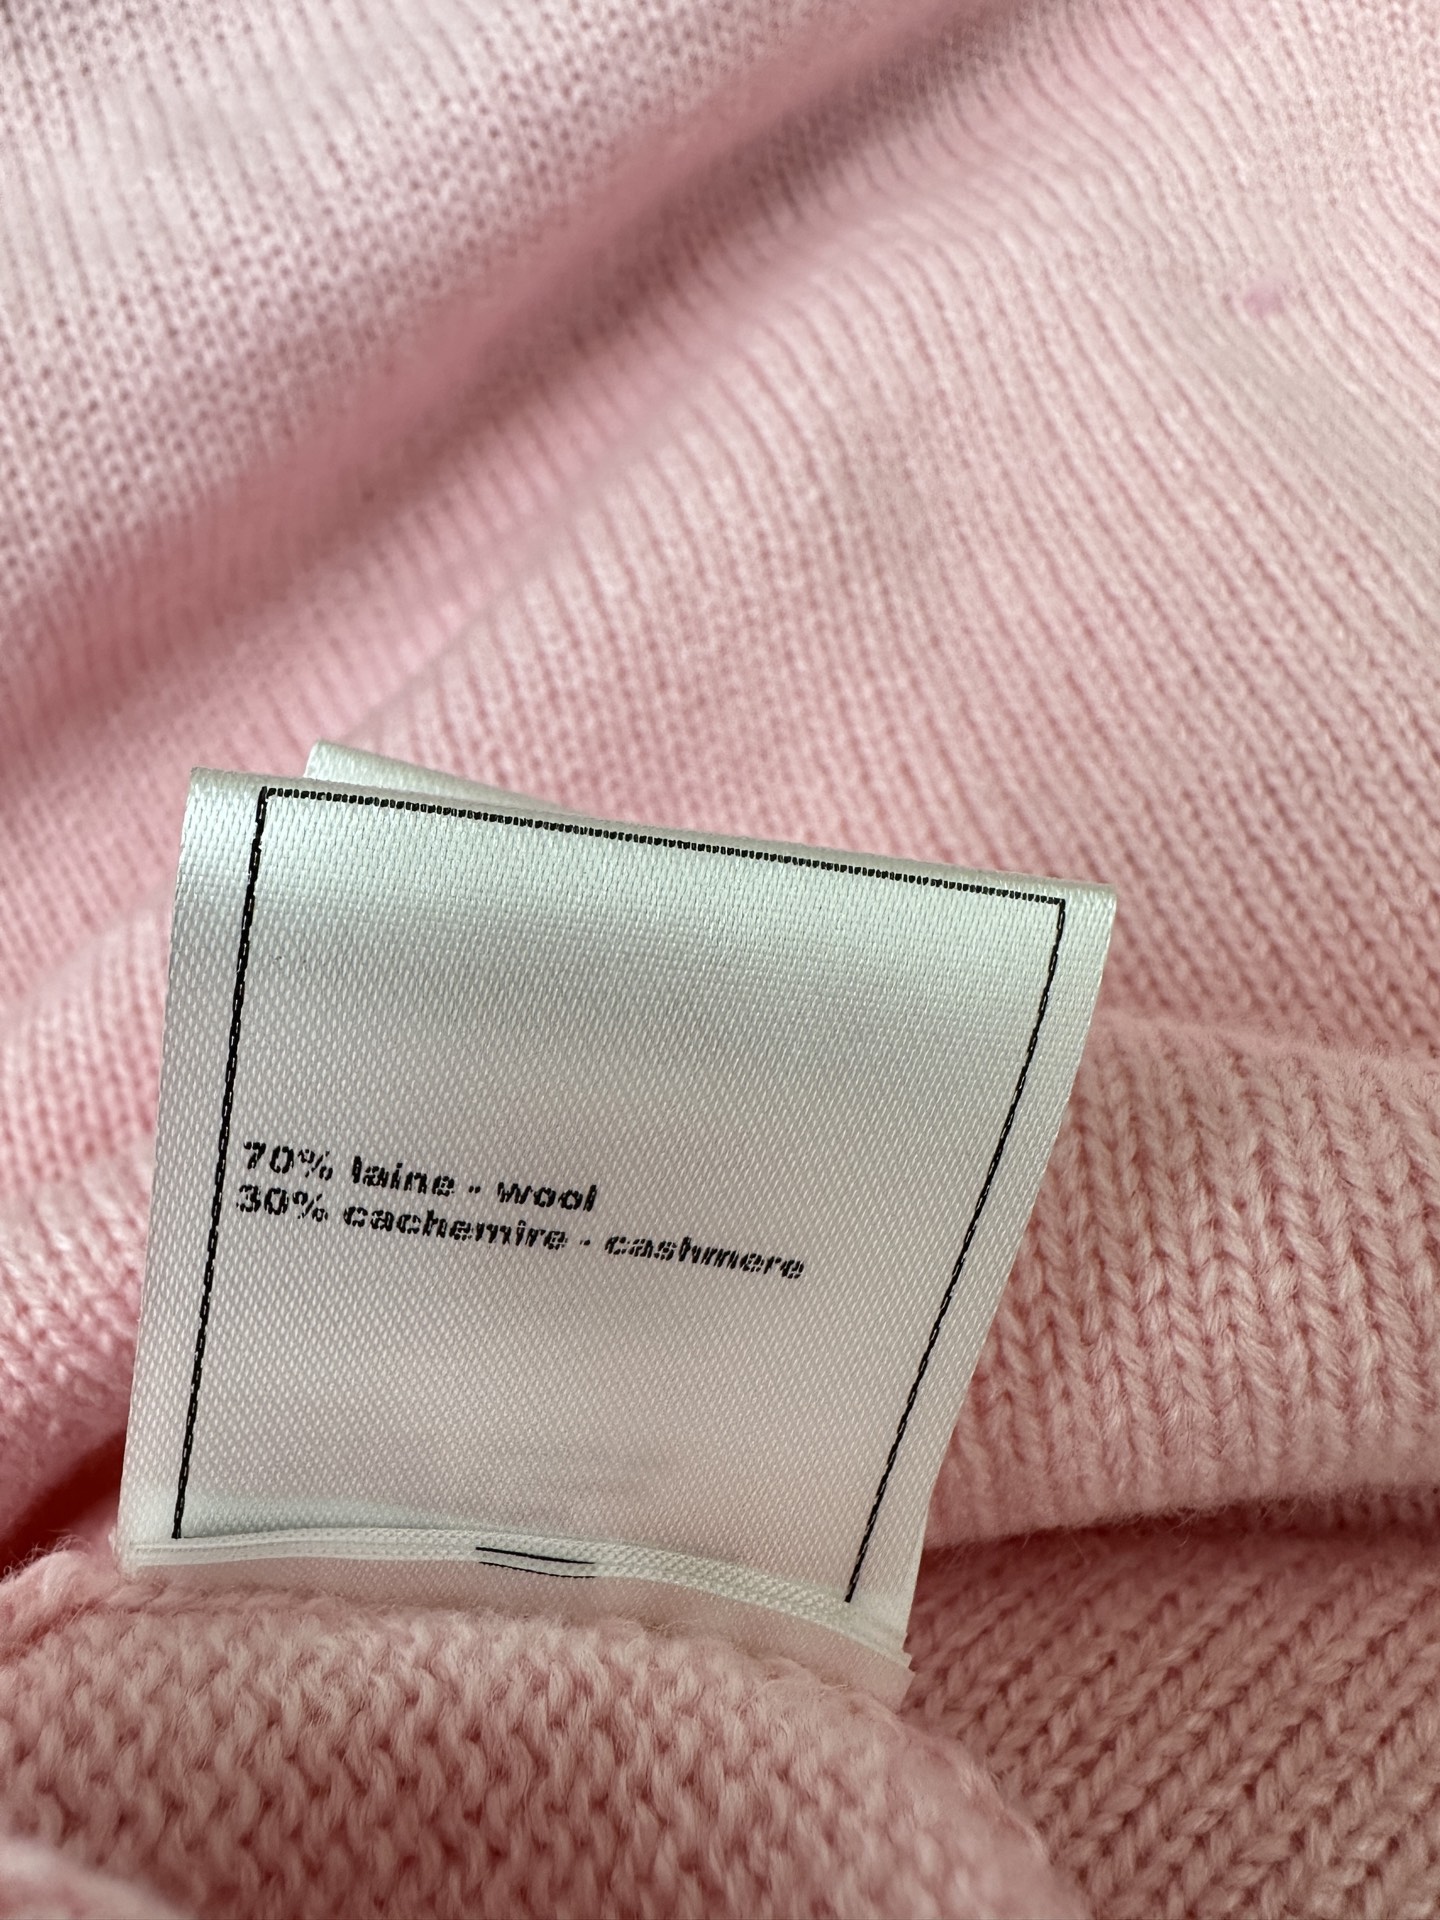 70% laine - wool
30% cachemire - cashmere